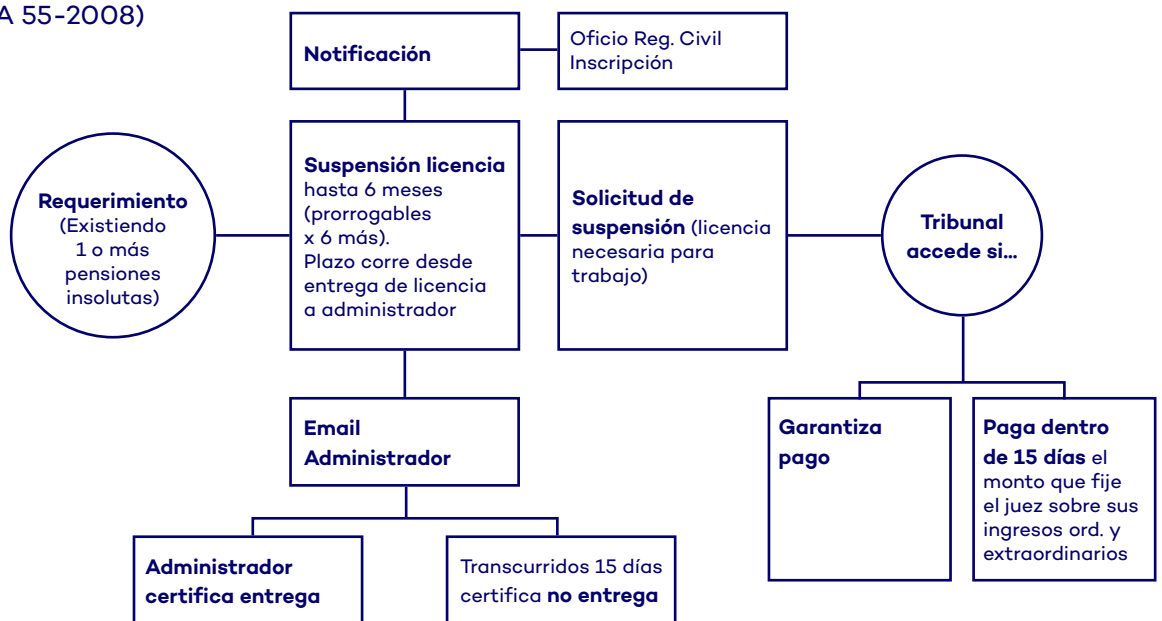 A 55-2008)
Notificación
Oficio Reg. Civil
Inscripción
Requerimiento
(Existiendo
1 o más
pensiones
insolutas)
Suspensión licencia
hasta 6 meses
(prorrogables
x 6 más).
Plazo corre desde
entrega de licencia
a administrador
Solicitud de
suspensión (licencia
necesaria para
trabajo)
Tribunal
accede si...
Email
Administrador
Garantiza
pago
Paga dentro
de 15 días el
monto que fije
el juez sobre sus
ingresos ord. y
extraordinarios
Administrador
certifica entrega
Transcurridos 15 días
certifica no entrega